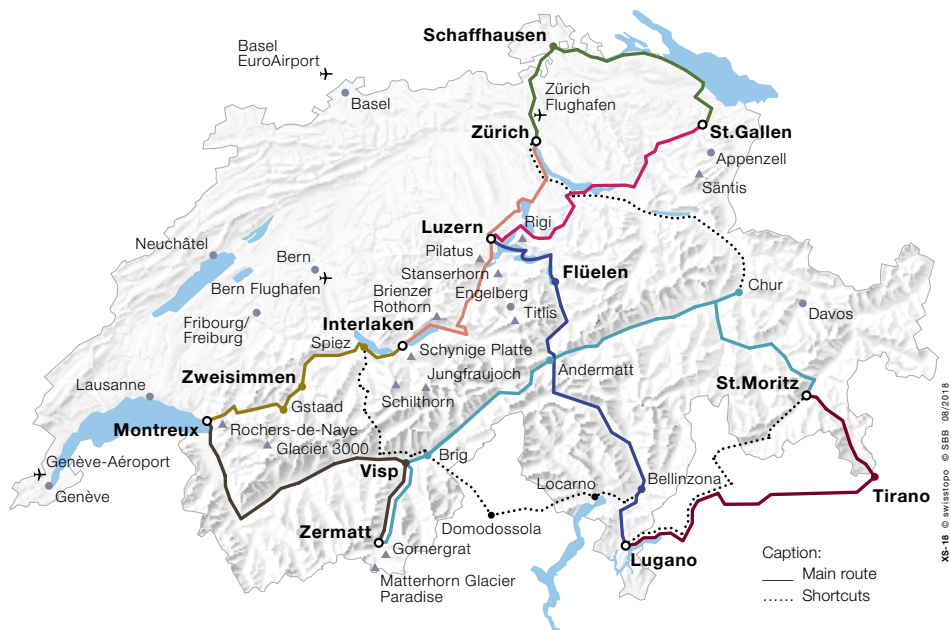 Schaffhausen
Basel
EuroAirport
Basel
Zürich
Flughafen
Zürich
St.Gallen
Appenzell
Säntis
Luzern
Rigi
Neuchâtel
Pilatus
Bern
Stanserhorn
Flüelen
Bern Flughafen
Brienzer
Rothorn
Engelberg
Chur
Titlis
Davos
Fribourg/
Freiburg
Interlaken
Spiez
Schynige Platte
Andermatt
Zweisimmen
Jungfraujoch
Schilthorn
St.Moritz
Lausanne
Gstaad
Montreux
Rochers-de-Naye
Glacier 3000
Genève-Aéroport
Visp
Brig
Genève
Locarno
Bellinzona
Tirano
Zermatt
Domodossola
Gornergrat
Lugano
Matterhorn Glacier
Paradise
Caption:
Main route
Shortcuts
XS-18 © swisstopo © SBB 08/2018